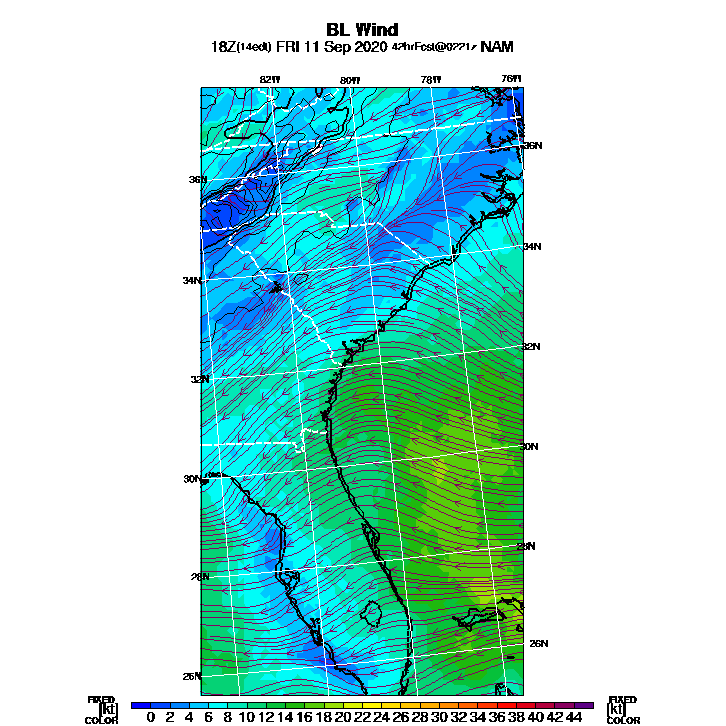 BL Wind
18Z(14edt) FRI 11 Sep 2020 42hrFcst@0221z NAM
82W 80W 78W 76W
36N
36N
34N
34N
32N
32N
30N
30N
28N
28N
26N
26N
FIXED [kt] COLOR
0 2 4 6 8 10 12 14 16 18 20 22 24 26 28 30 32 34 36 38 40 42 44
FIXED [kt] COLOR